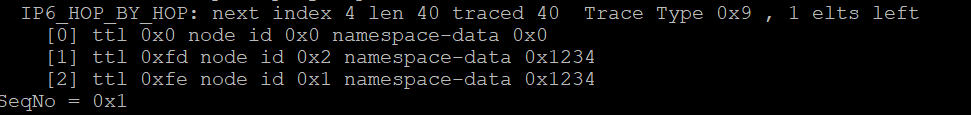 IP6_HOP_BY_HOP: next index 4 len 40 traced 40  Trace Type 0x9 , 1 elts left
[0] ttl 0x0 node id 0x0 namespace-data 0x0
[1] ttl 0xfd node id 0x2 namespace-data 0x1234
[2] ttl 0xfe node id 0x1 namespace-data 0x1234
SeqNo = 0x1